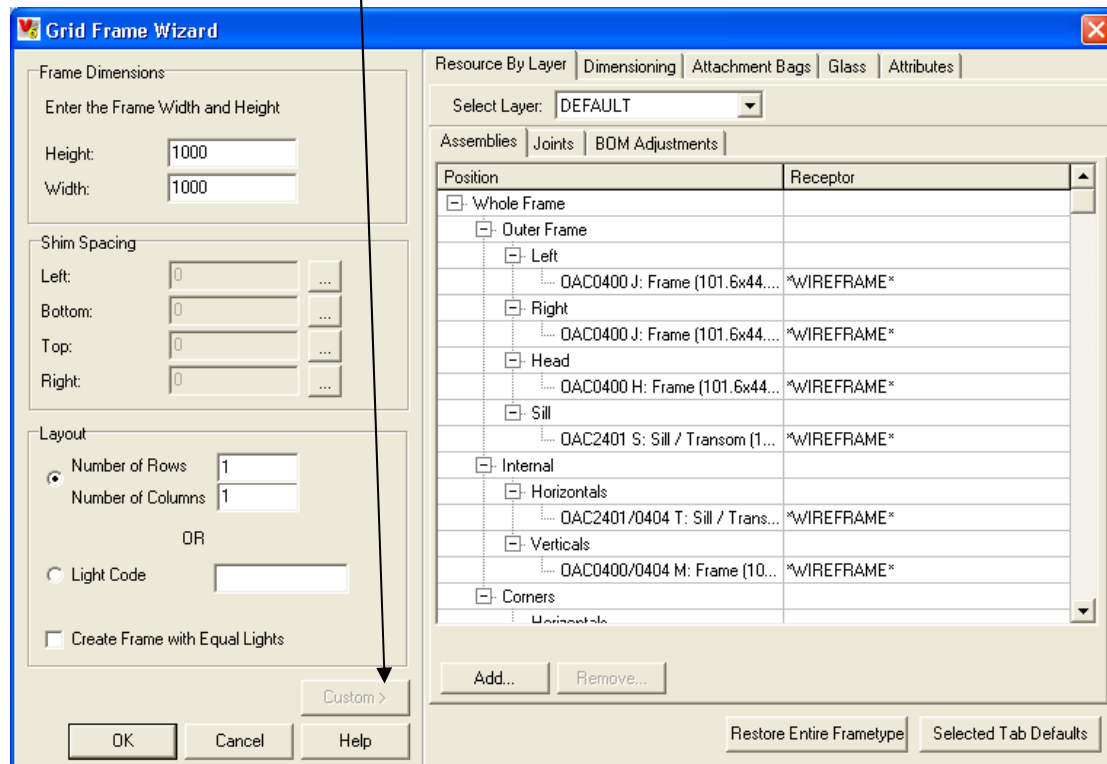 Grid Frame Wizard
Frame Dimensions
Enter the Frame Width and Height
Height: 1000
Width: 1000
Shim Spacing
Left: 0 ...
Bottom: 0 ...
Top: 0 ...
Right: 0 ...
Layout
Number of Rows 1
Number of Columns 1
OR
Light Code
Create Frame with Equal Lights
Custom >
OK Cancel Help
Resource By Layer Dimensioning Attachment Bags Glass Attributes
Select Layer: DEFAULT
Assemblies Joints BOM Adjustments
Position Receptor
Whole Frame
Outer Frame
Left
OAC0400 J: Frame (101.6x44.... *WIREFRAME*
Right
OAC0400 J: Frame (101.6x44.... *WIREFRAME*
Head
OAC0400 H: Frame (101.6x44... *WIREFRAME*
Sill
OAC2401 S: Sill / Transom (1... *WIREFRAME*
Internal
Horizontals
OAC2401/0404 T: Sill / Trans... *WIREFRAME*
Verticals
OAC0400/0404 M: Frame (10... *WIREFRAME*
Corners
Horizontals
Add... Remove...
Restore Entire Frametype Selected Tab Defaults